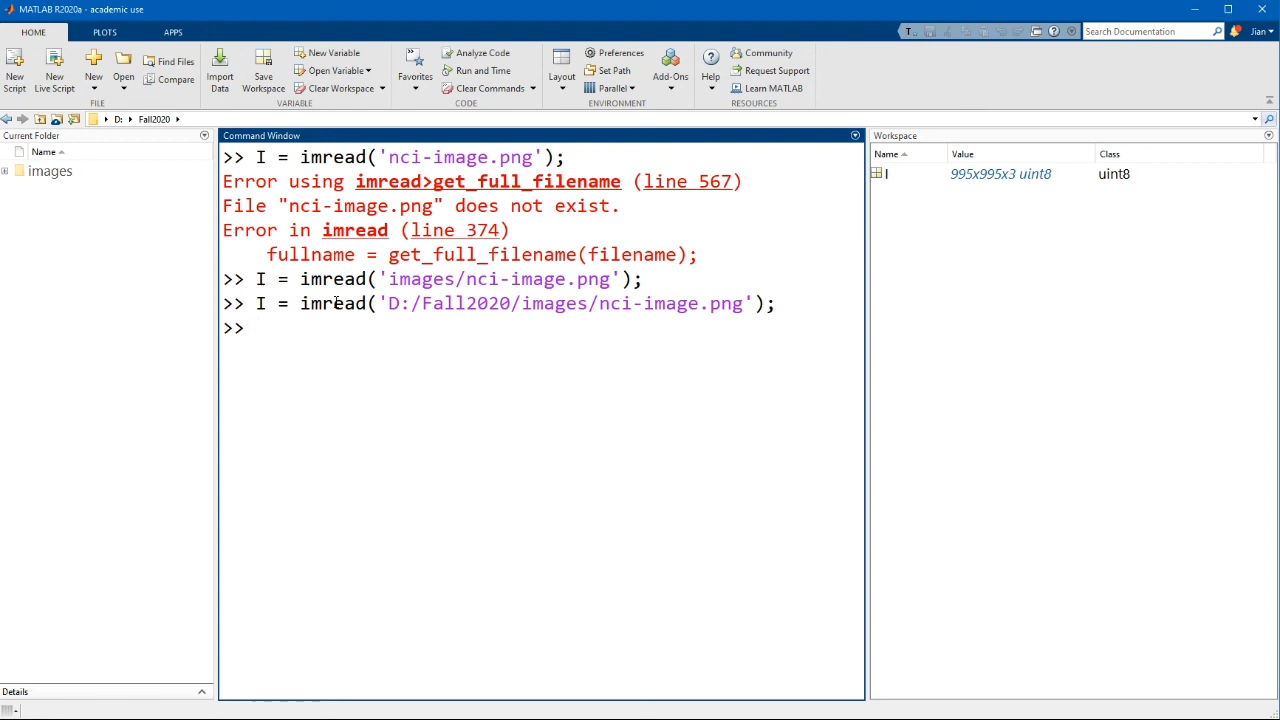 MATLAB R2020a - academic use
HOME PLOTS APPS
Search Documentation
Jian
New Script
New Live Script
New
Open
Find Files
Compare
FILE
Import Data
Save Workspace
New Variable
Open Variable
Clear Workspace
VARIABLE
Favorites
Analyze Code
Run and Time
Clear Commands
CODE
Layout
Preferences
Set Path
Parallel
ENVIRONMENT
Add-Ons
Help
Community
Request Support
Learn MATLAB
RESOURCES
D: Fall2020
Current Folder
Name
images
Details
Command Window
>> I = imread('nci-image.png');
Error using imread>get_full_filename (line 567)
File "nci-image.png" does not exist.
Error in imread (line 374)
fullname = get_full_filename(filename);
>> I = imread('images/nci-image.png');
>> I = imread('D:/Fall2020/images/nci-image.png');
>>
Workspace
Name Value Class
I 995x995x3 uint8 uint8